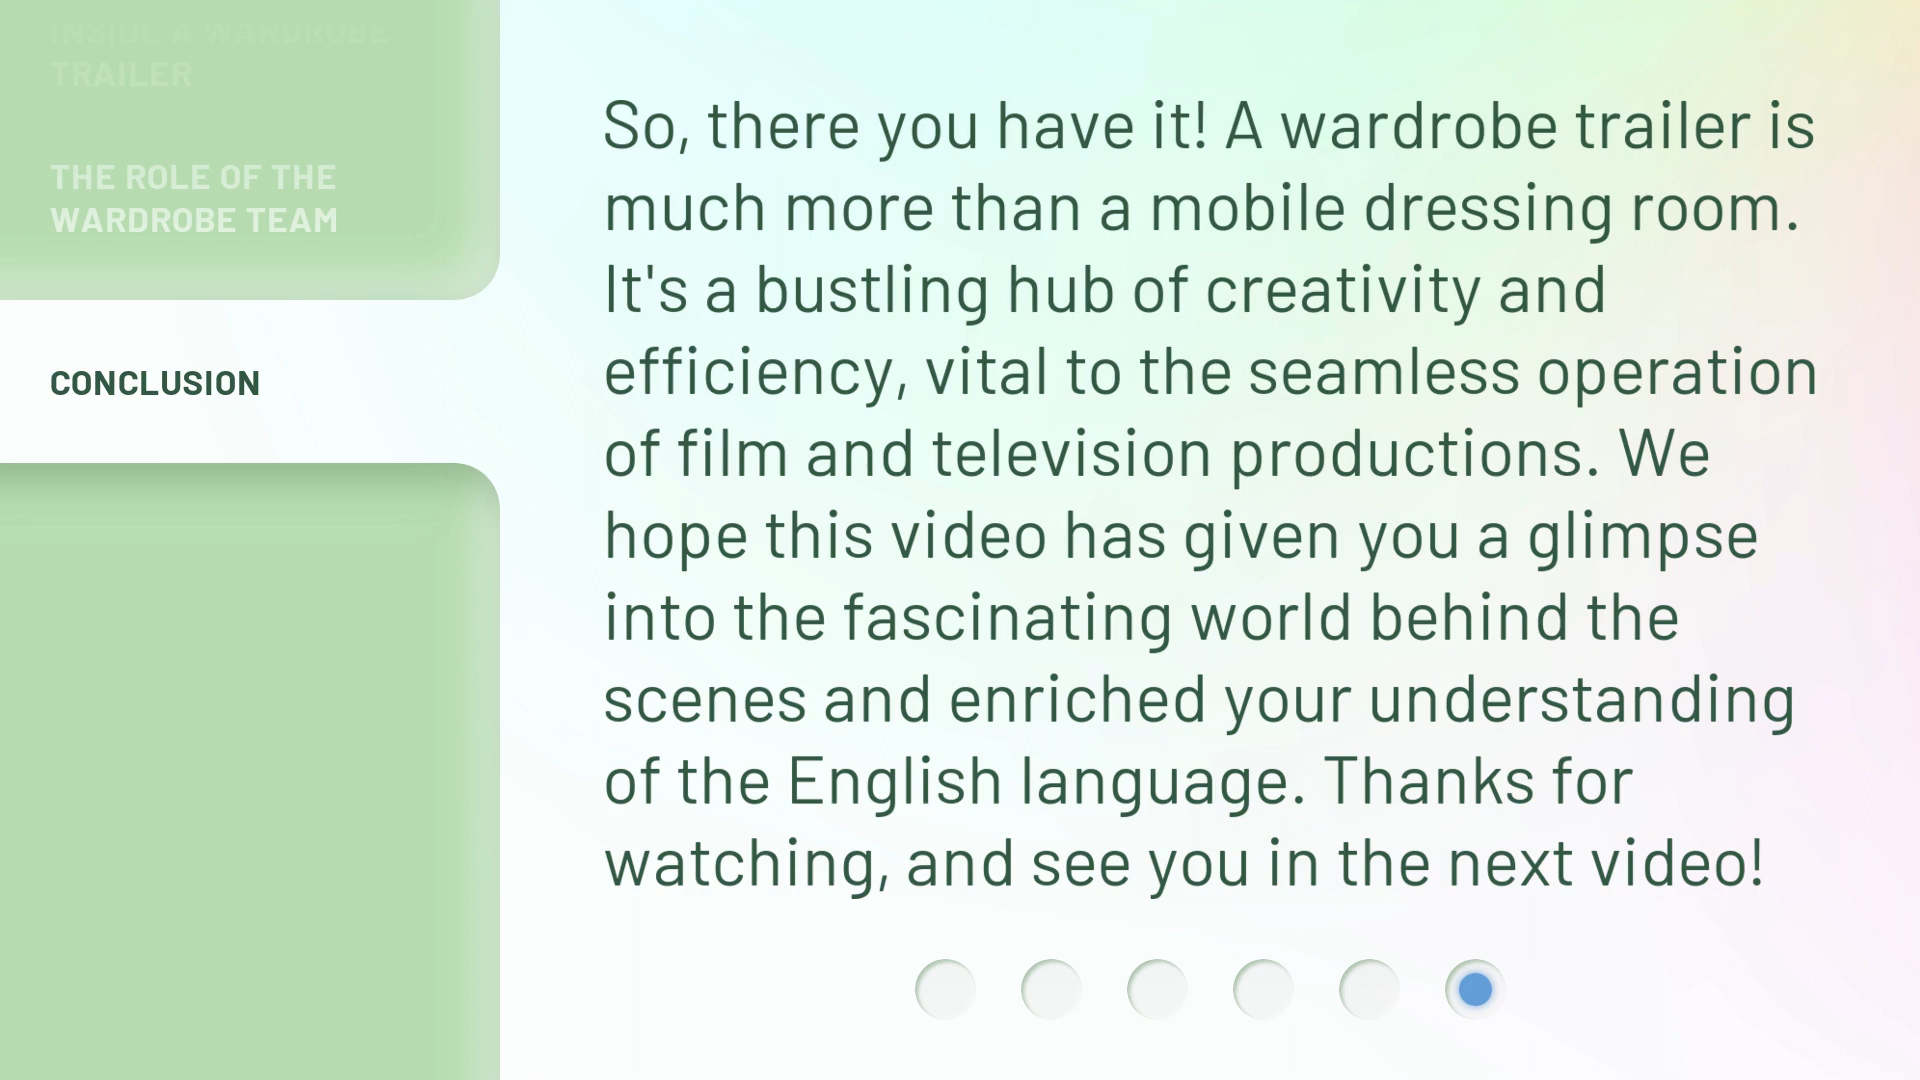 INSIDE A WARDROBE
TRAILER
THE ROLE OF THE
WARDROBE TEAM
CONCLUSION
So, there you have it! A wardrobe trailer is
much more than a mobile dressing room.
It's a bustling hub of creativity and
efficiency, vital to the seamless operation
of film and television productions. We
hope this video has given you a glimpse
into the fascinating world behind the
scenes and enriched your understanding
of the English language. Thanks for
watching, and see you in the next video!